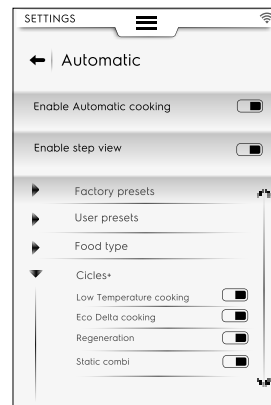 SETTINGS
Automatic
Enable Automatic cooking
Enable step view
Factory presets
User presets
Food type
Cicles+
Low Temperature cooking
Eco Delta cooking
Regeneration
Static combi